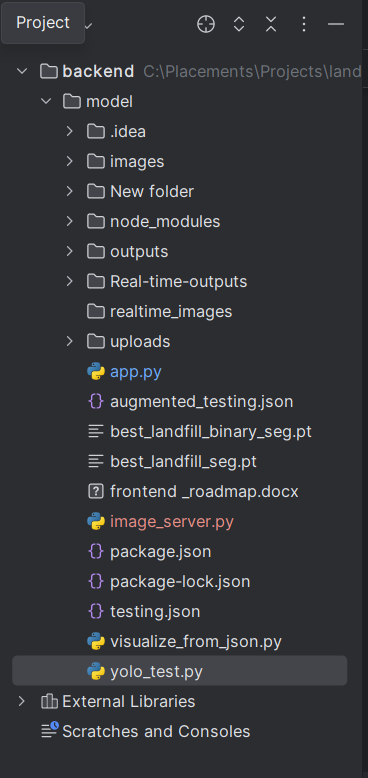 Project
backend C:\Placements\Projects\land
model
.idea
images
New folder
node_modules
outputs
Real-time-outputs
realtime_images
uploads
app.py
augmented_testing.json
best_landfill_binary_seg.pt
best_landfill_seg.pt
frontend _roadmap.docx
image_server.py
package.json
package-lock.json
testing.json
visualize_from_json.py
yolo_test.py
External Libraries
Scratches and Consoles